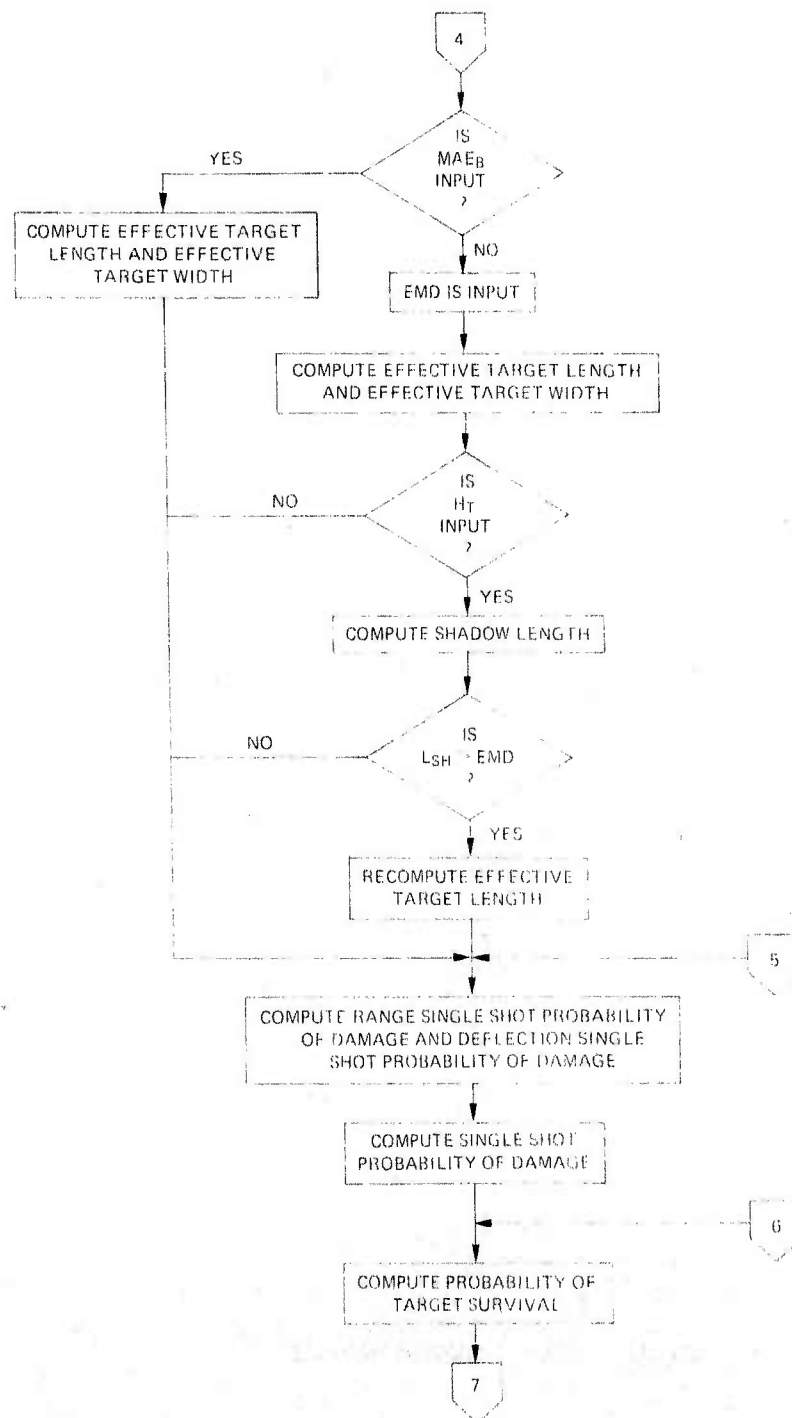 4
IS
MAEB
INPUT
?
YES
NO
COMPUTE EFFECTIVE TARGET
LENGTH AND EFFECTIVE
TARGET WIDTH
EMD IS INPUT
COMPUTE EFFECTIVE TARGET LENGTH
AND EFFECTIVE TARGET WIDTH
IS
HT
INPUT
?
NO
YES
COMPUTE SHADOW LENGTH
IS
LSH > EMD
?
NO
YES
RECOMPUTE EFFECTIVE
TARGET LENGTH
5
COMPUTE RANGE SINGLE SHOT PROBABILITY
OF DAMAGE AND DEFLECTION SINGLE
SHOT PROBABILITY OF DAMAGE
COMPUTE SINGLE SHOT
PROBABILITY OF DAMAGE
6
COMPUTE PROBABILITY OF
TARGET SURVIVAL
7